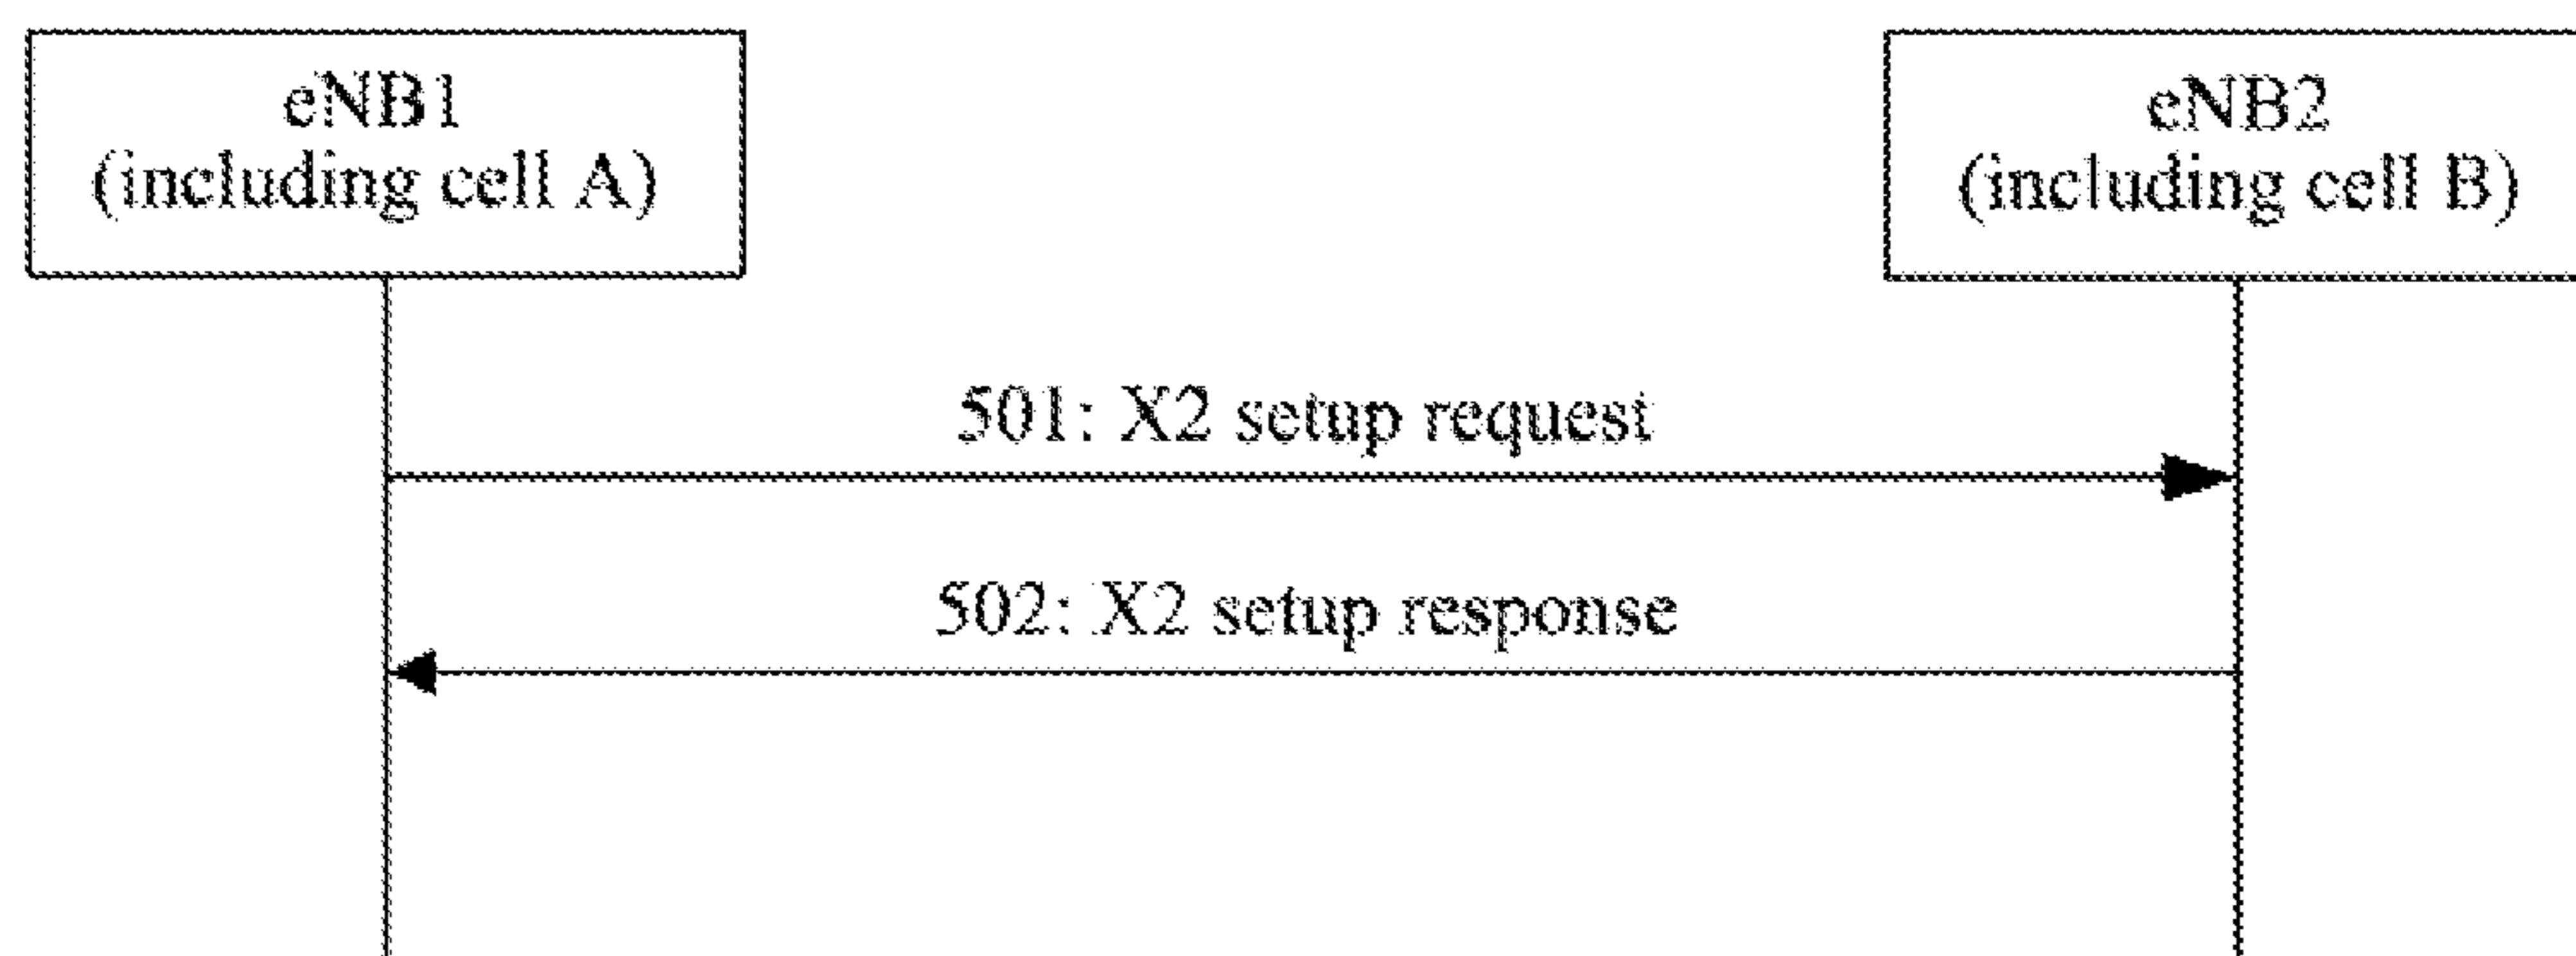 eNB1
(including cell A)
eNB2
(including cell B)
501: X2 setup request
502: X2 setup response